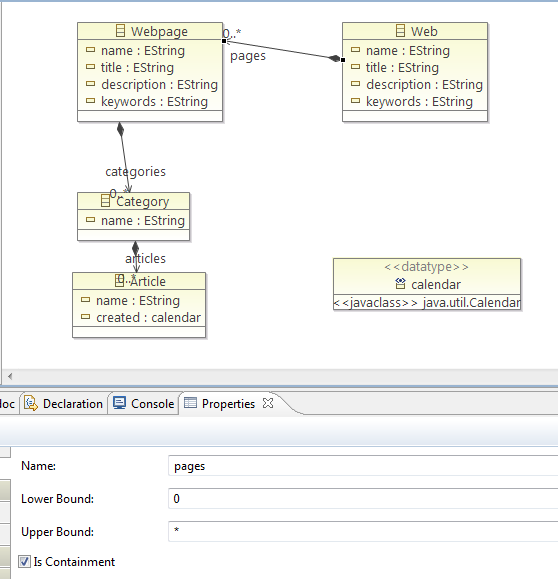 Webpage
name : EString
title : EString
description : EString
keywords : EString
0..*
pages
Web
name : EString
title : EString
description : EString
keywords : EString
categories
0..*
Category
name : EString
articles
0..*
Article
name : EString
created : calendar
<<datatype>>
calendar
<<javaclass>> java.util.Calendar
doc
Declaration
Console
Properties
Name:
pages
Lower Bound:
0
Upper Bound:
*
Is Containment